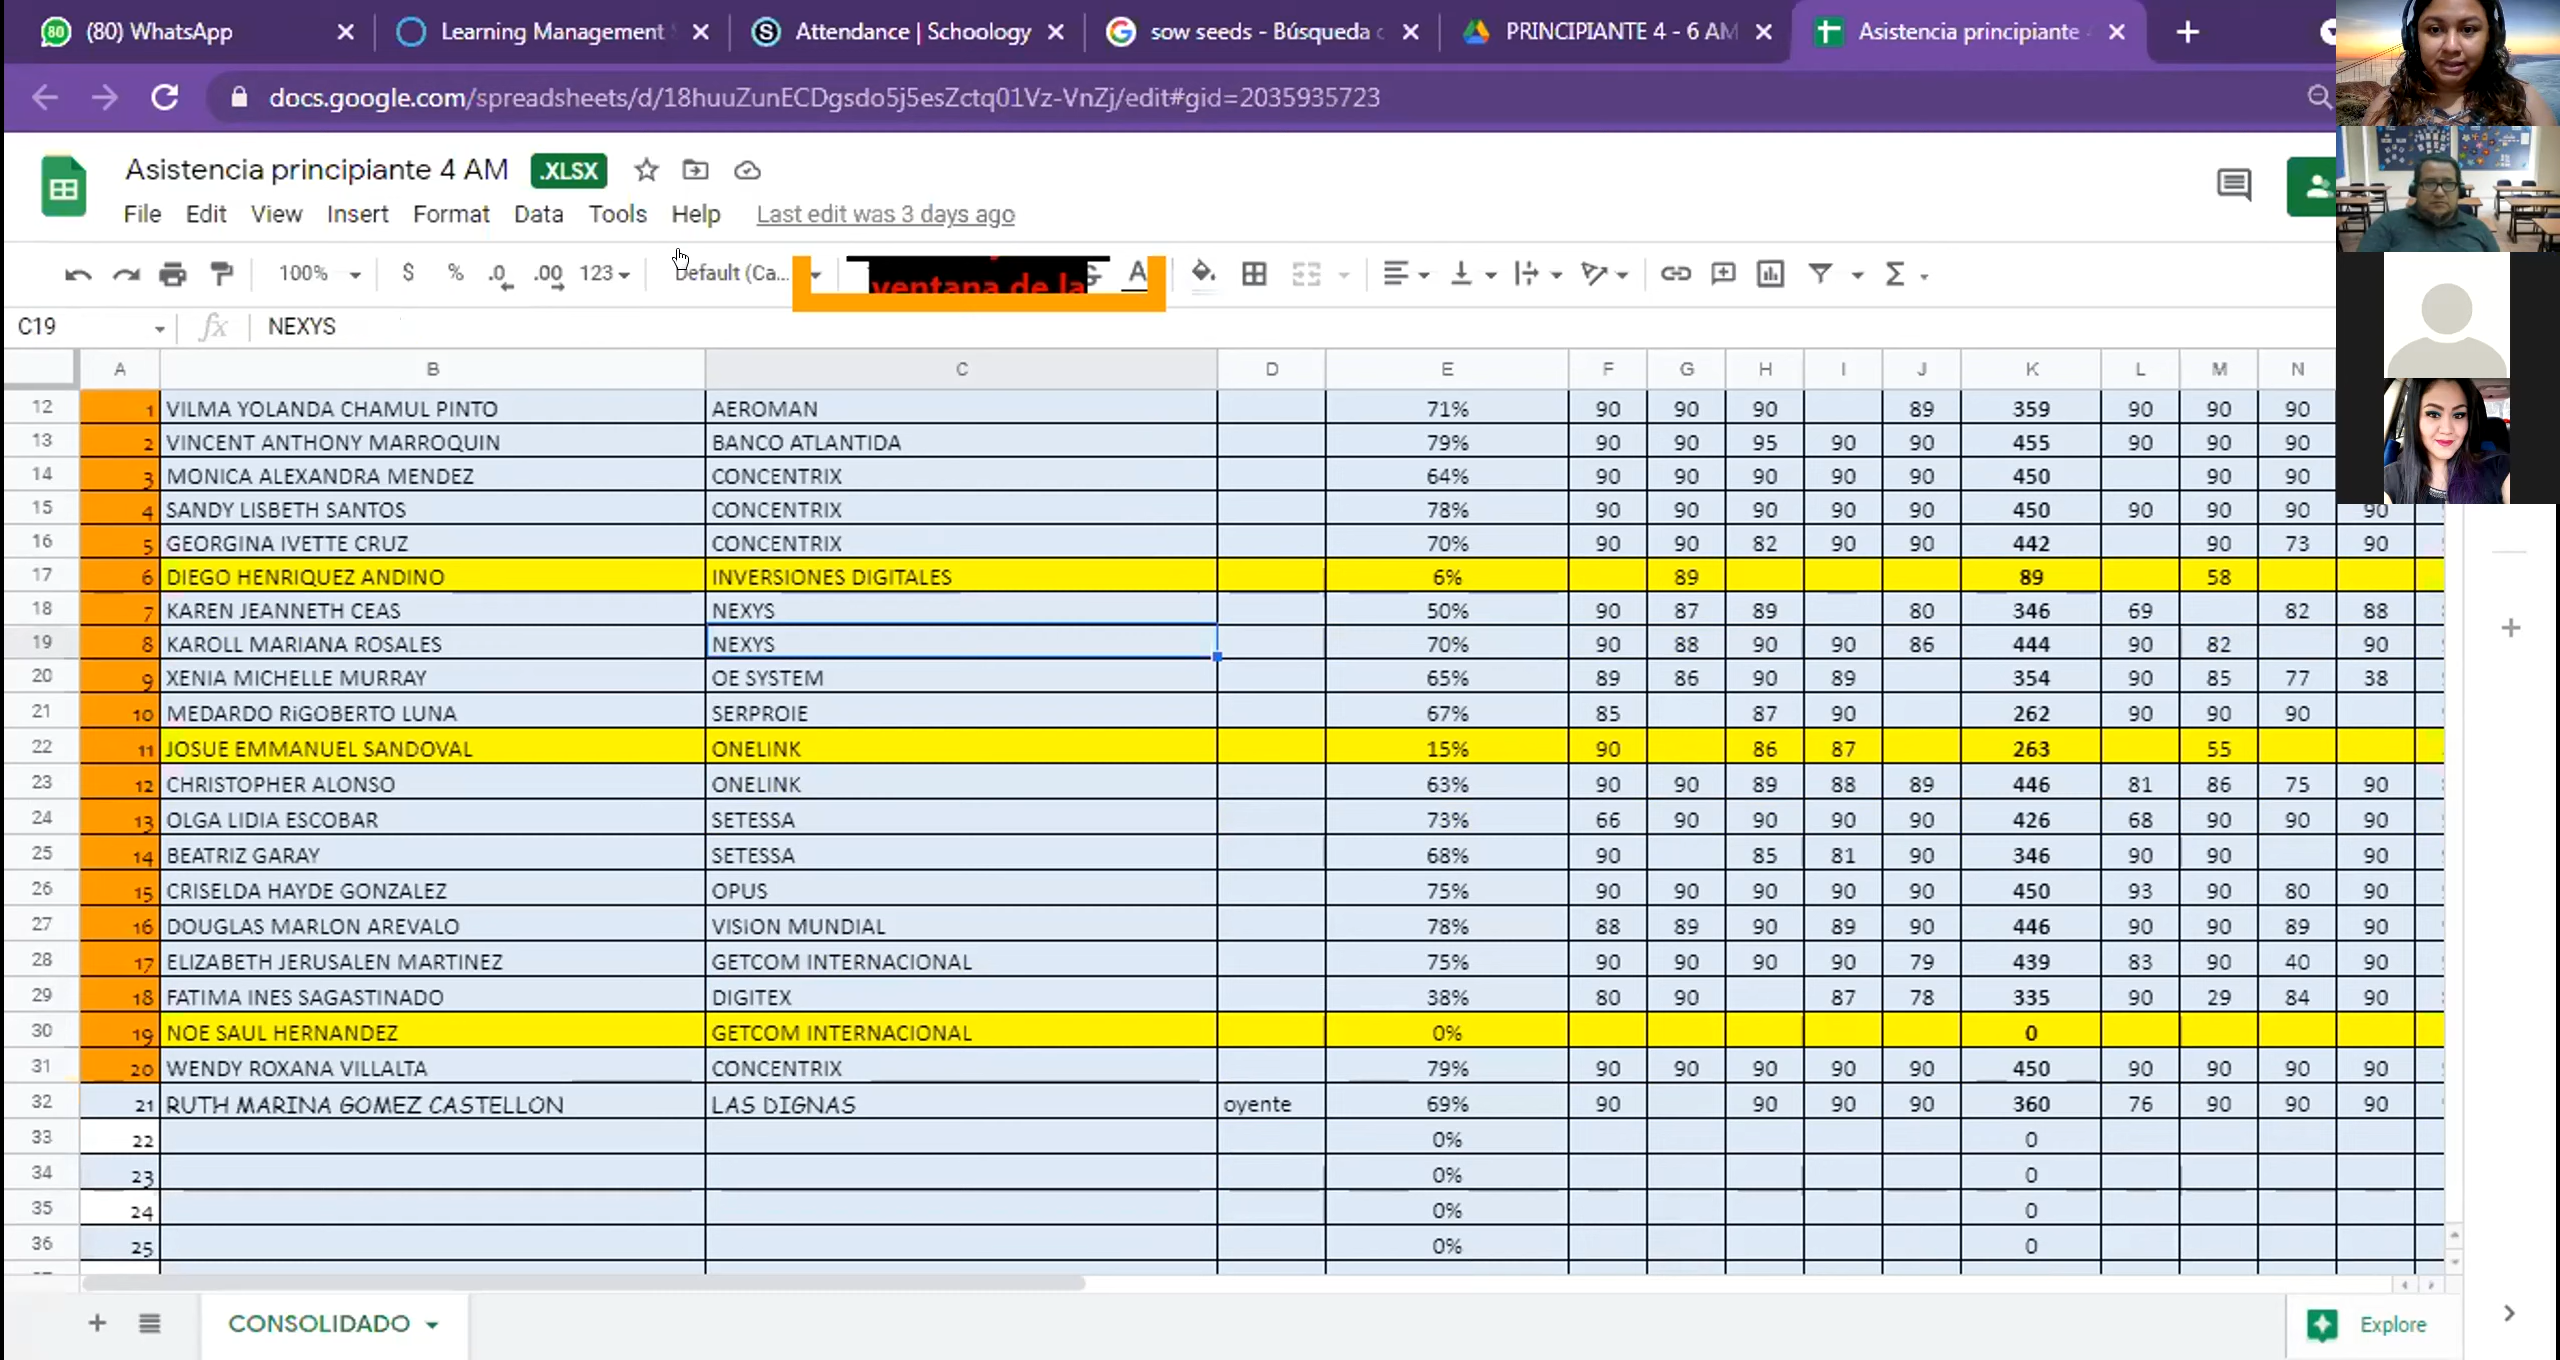 (80) WhatsApp
Learning Management S
Attendance | Schoology
sow seeds - Búsqueda
PRINCIPIANTE 4 - 6 AM
Asistencia principiante
docs.google.com/spreadsheets/d/18huuZunECDgsdo5j5esZctq01Vz-VnZj/edit#gid=2035935723
Asistencia principiante 4 AM .XLSX
File Edit View Insert Format Data Tools Help Last edit was 3 days ago
100% $ % .0 .00 123 Default (Ca... ventana de la A
C19 fx NEXYS
A B C D E F G H I J K L M N
12 1 VILMA YOLANDA CHAMUL PINTO AEROMAN 71% 90 90 90 89 359 90 90 90
13 2 VINCENT ANTHONY MARROQUIN BANCO ATLANTIDA 79% 90 90 95 90 90 455 90 90 90
14 3 MONICA ALEXANDRA MENDEZ CONCENTRIX 64% 90 90 90 90 90 450 90 90
15 4 SANDY LISBETH SANTOS CONCENTRIX 78% 90 90 90 90 90 450 90 90 90 90
16 5 GEORGINA IVETTE CRUZ CONCENTRIX 70% 90 90 82 90 90 442 90 73 90
17 6 DIEGO HENRIQUEZ ANDINO INVERSIONES DIGITALES 6% 89 89 58
18 7 KAREN JEANNETH CEAS NEXYS 50% 90 87 89 80 346 69 82 88
19 8 KAROLL MARIANA ROSALES NEXYS 70% 90 88 90 90 86 444 90 82 90
20 9 XENIA MICHELLE MURRAY OE SYSTEM 65% 89 86 90 89 354 90 85 77 38
21 10 MEDARDO RiGOBERTO LUNA SERPROIE 67% 85 87 90 262 90 90 90
22 11 JOSUE EMMANUEL SANDOVAL ONELINK 15% 90 86 87 263 55
23 12 CHRISTOPHER ALONSO ONELINK 63% 90 90 89 88 89 446 81 86 75 90
24 13 OLGA LIDIA ESCOBAR SETESSA 73% 66 90 90 90 90 426 68 90 90 90
25 14 BEATRIZ GARAY SETESSA 68% 90 85 81 90 346 90 90 90
26 15 CRISELDA HAYDE GONZALEZ OPUS 75% 90 90 90 90 90 450 93 90 80 90
27 16 DOUGLAS MARLON AREVALO VISION MUNDIAL 78% 88 89 90 89 90 446 90 90 89 90
28 17 ELIZABETH JERUSALEN MARTINEZ GETCOM INTERNACIONAL 75% 90 90 90 90 79 439 83 90 40 90
29 18 FATIMA INES SAGASTINADO DIGITEX 38% 80 90 87 78 335 90 29 84 90
30 19 NOE SAUL HERNANDEZ GETCOM INTERNACIONAL 0% 0
31 20 WENDY ROXANA VILLALTA CONCENTRIX 79% 90 90 90 90 90 450 90 90 90 90
32 21 RUTH MARINA GOMEZ CASTELLON LAS DIGNAS oyente 69% 90 90 90 90 360 76 90 90 90
33 22 0% 0
34 23 0% 0
35 24 0% 0
36 25 0% 0
CONSOLIDADO
Explore